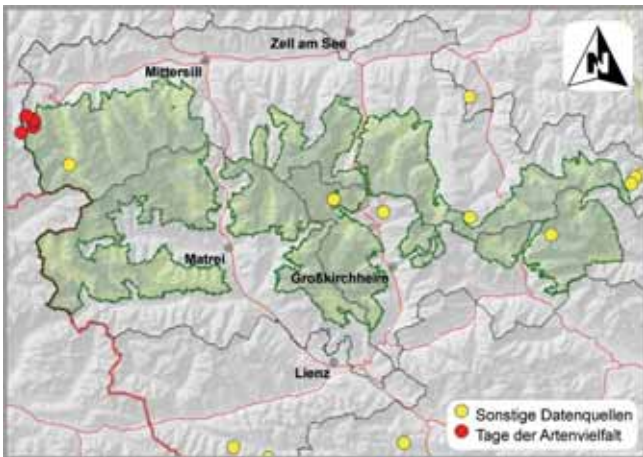 Zell am See
Mittersill
N
Matrei
Großkirchheim
Lienz
Sonstige Datenquellen
Tage der Artenvielfalt